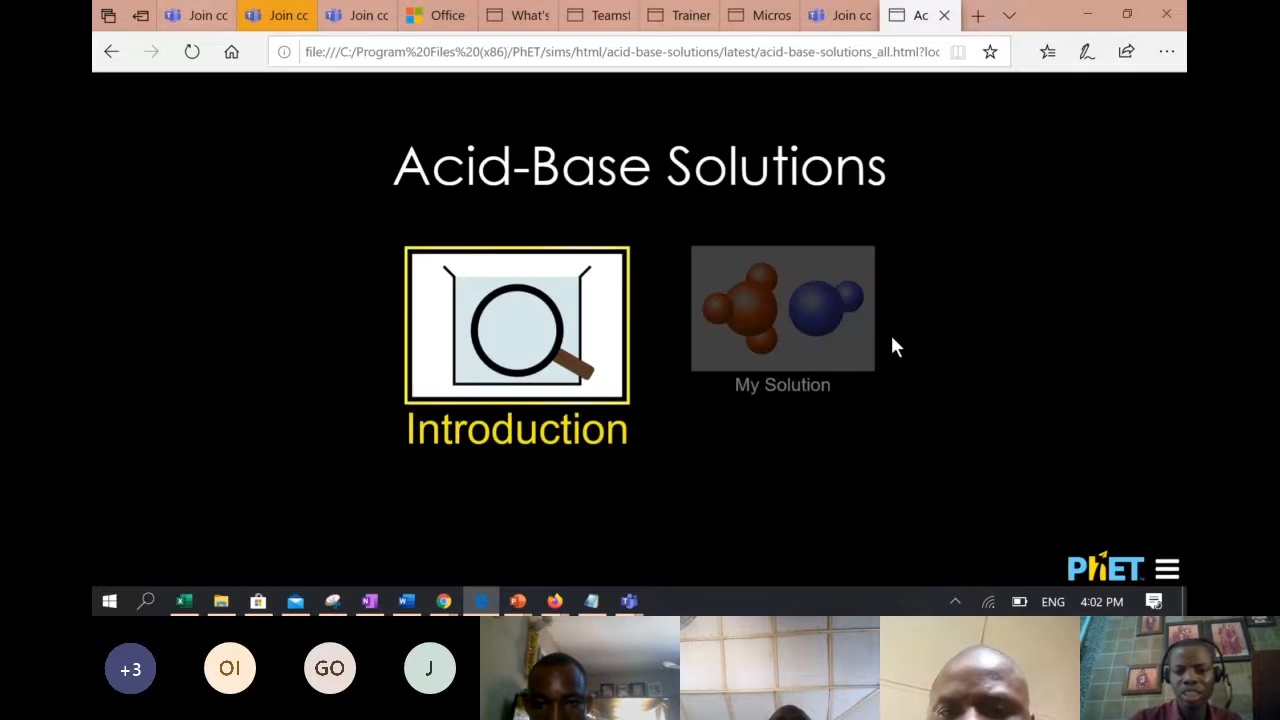 Join cc
Join cc
Join cc
Office
What's
Teams!
Trainer
Micros
Join cc
Ac
file:///C:/Program%20Files%20(x86)/PhET/sims/html/acid-base-solutions/latest/acid-base-solutions_all.html?loc
Acid-Base Solutions
Introduction
My Solution
PhET
ENG
4:02 PM
+3
OI
GO
J